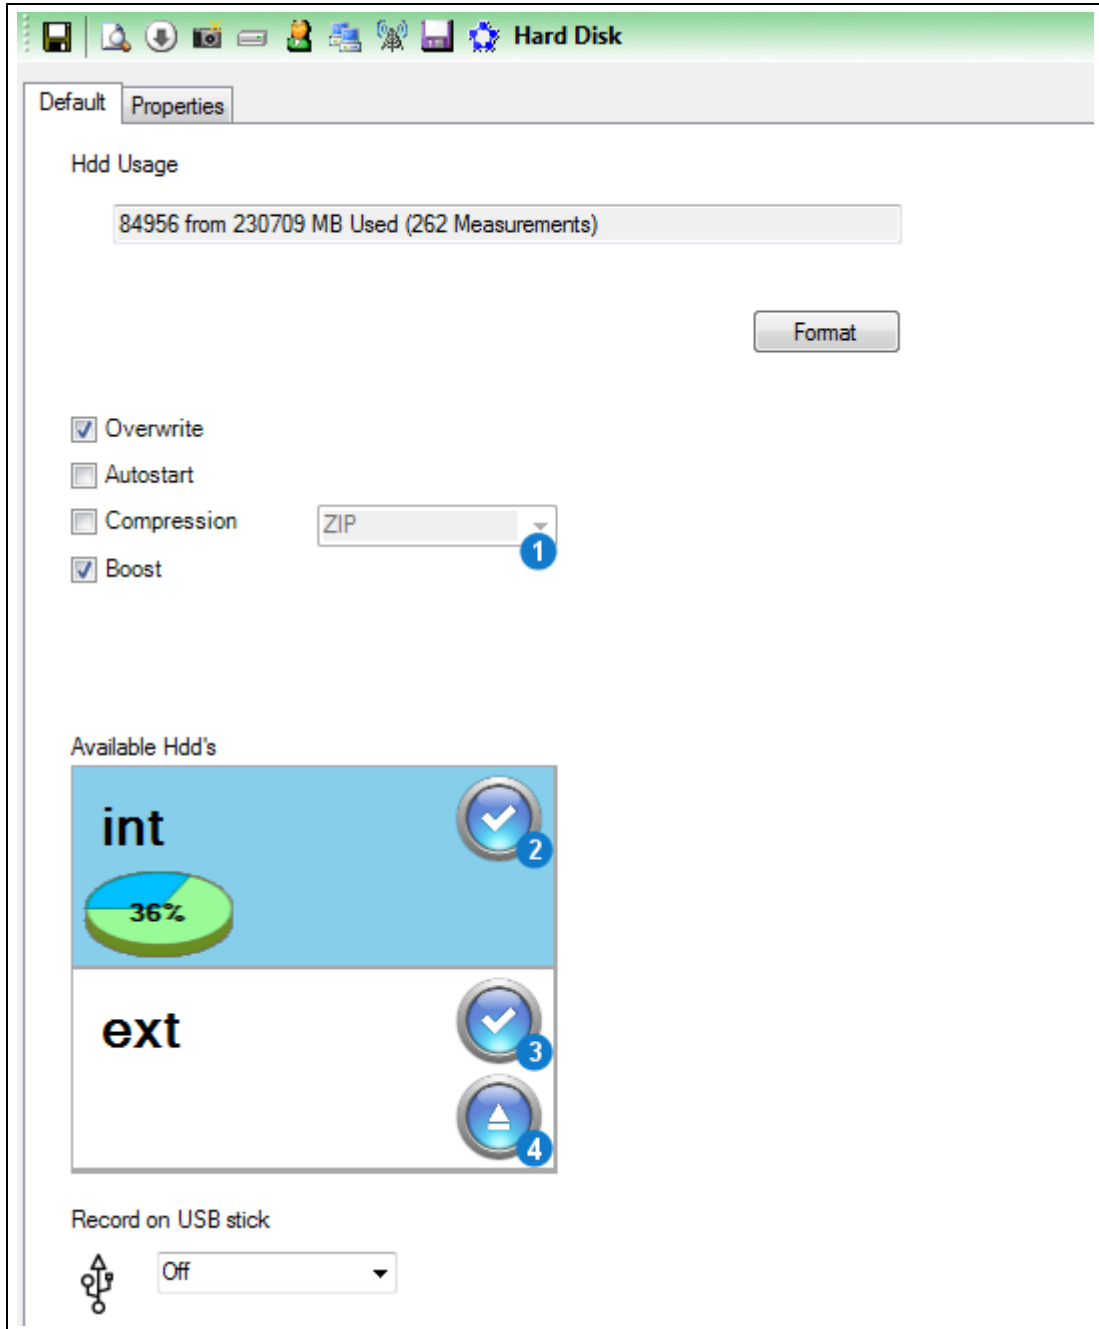 Hard Disk
Default Properties
Hdd Usage
84956 from 230709 MB Used (262 Measurements)
Format
Overwrite
Autostart
Compression ZIP
1
Boost
Available Hdd's
int
2
36%
ext
3
4
Record on USB stick
Off